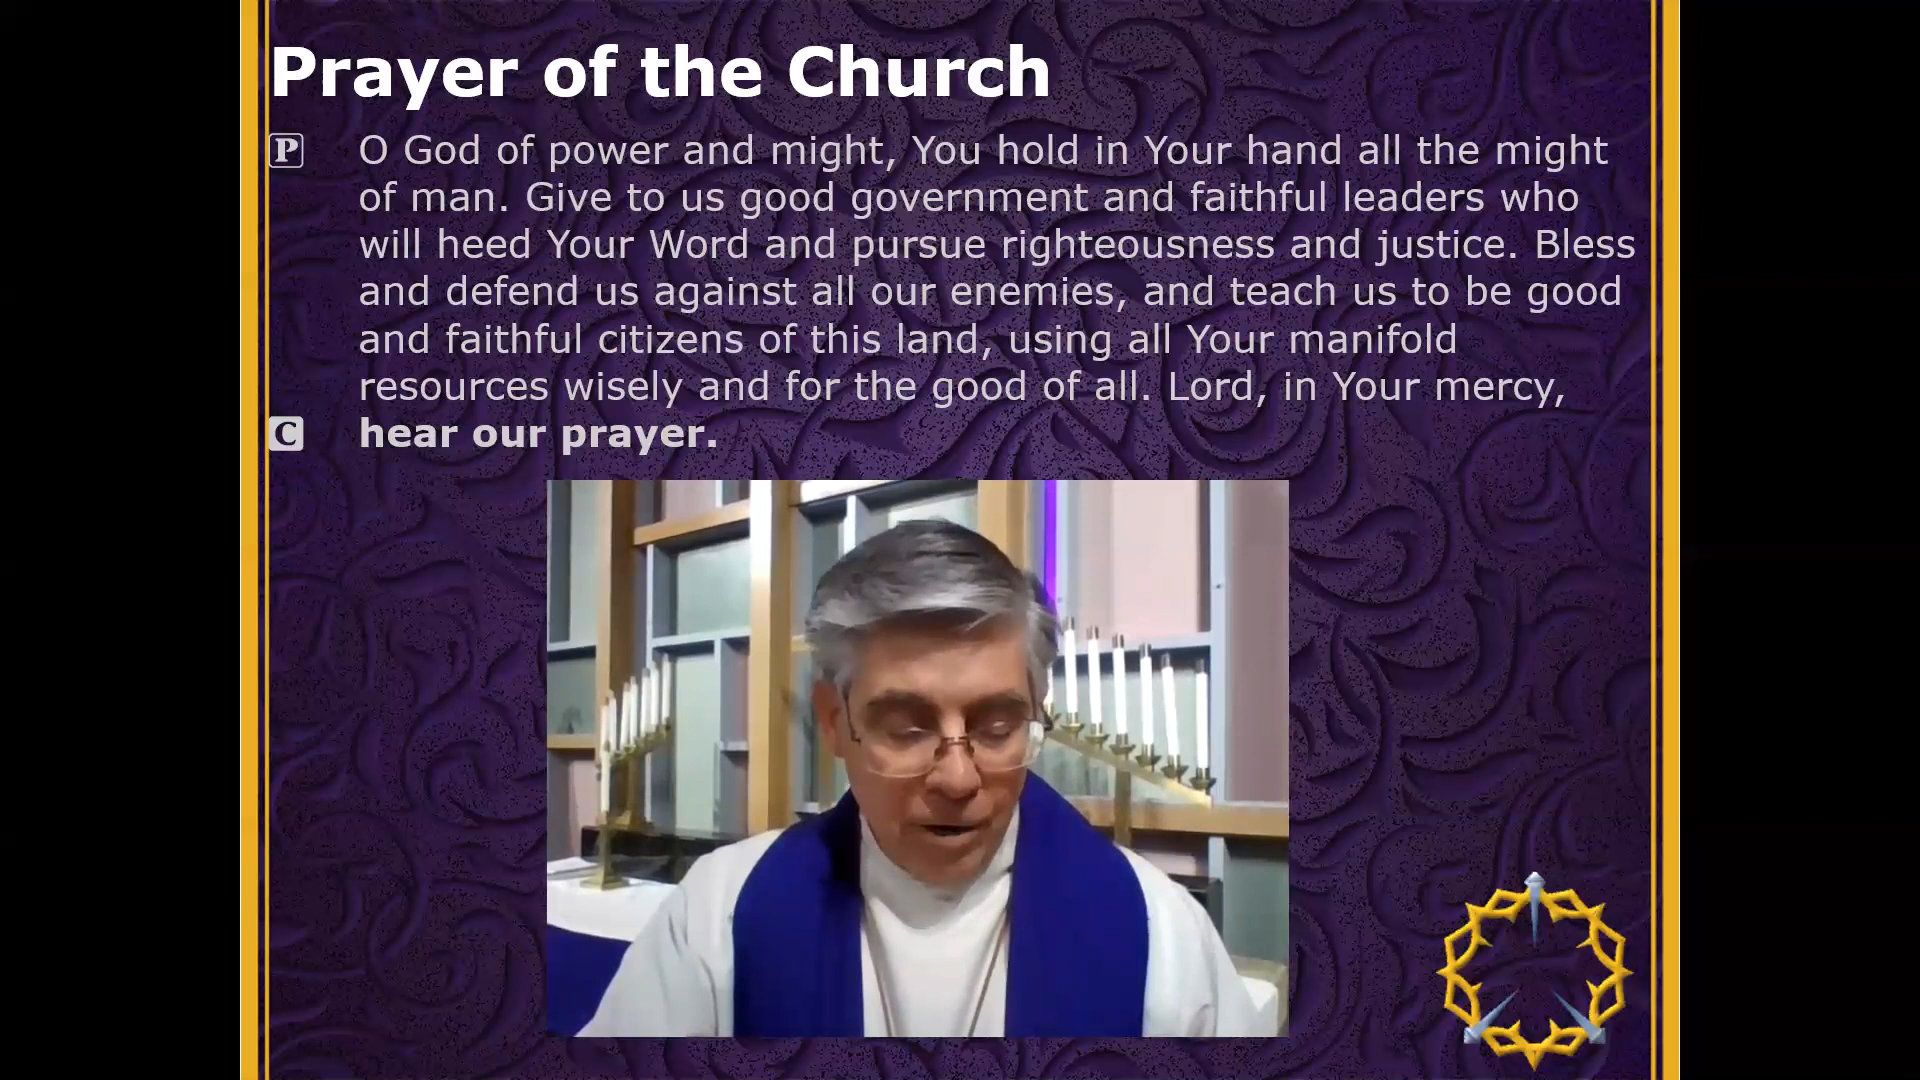 Prayer of the Church
P O God of power and might, You hold in Your hand all the might
of man. Give to us good government and faithful leaders who
will heed Your Word and pursue righteousness and justice. Bless
and defend us against all our enemies, and teach us to be good
and faithful citizens of this land, using all Your manifold
resources wisely and for the good of all. Lord, in Your mercy,
C hear our prayer.